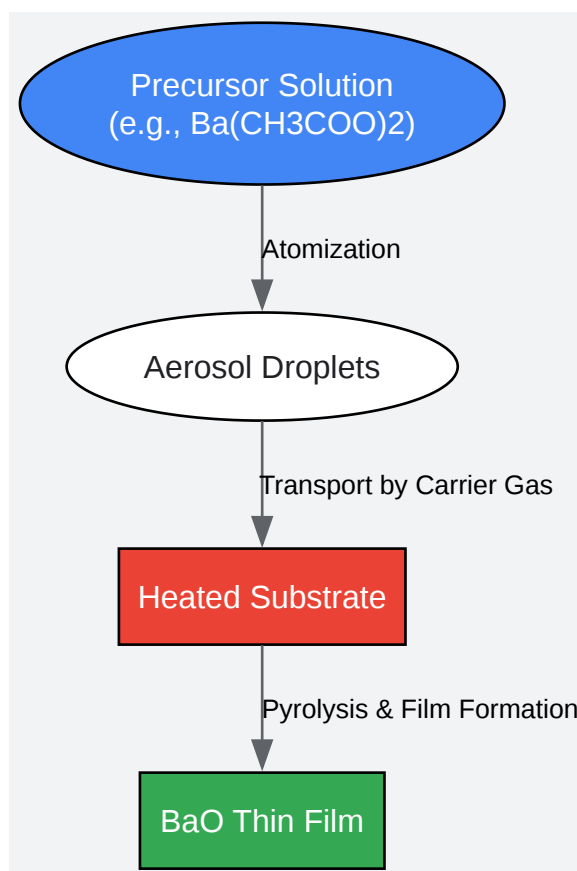 Precursor Solution
(e.g., Ba(CH3COO)2)
Atomization
Aerosol Droplets
Transport by Carrier Gas
Heated Substrate
Pyrolysis & Film Formation
BaO Thin Film